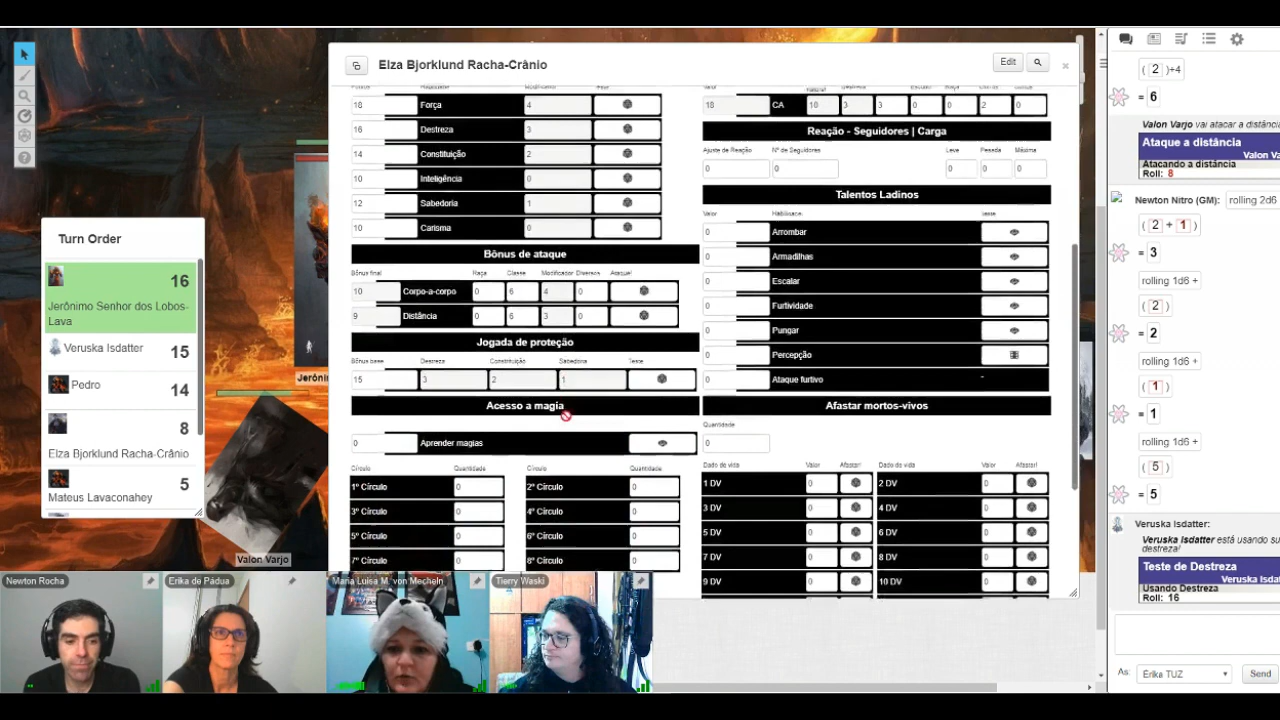 Elza Bjorklund Racha-Crânio
Edit
×
18 Força 4
16 Destreza 3
14 Constituição 2
10 Inteligência 0
12 Sabedoria 1
10 Carisma 0
Bônus de ataque
Bônus final Raça Classe Modificador Diversos Ataque!
10 Corpo-a-corpo 0 6 4 0
9 Distância 0 6 3 0
Jogada de proteção
Bônus base Destreza Constituição Sabedoria Teste
15 3 2 1
Acesso a magia
0 Aprender magias
Círculo Quantidade Círculo Quantidade
1º Círculo 0 2º Círculo 0
3º Círculo 0 4º Círculo 0
5º Círculo 0 6º Círculo 0
7º Círculo 0 8º Círculo 0
18 CA 10 3 3 0 0 2 0
Reação - Seguidores | Carga
Ajuste de Reação Nº de Seguidores Leve Pesada Máxima
0 0 0 0 0
Talentos Ladinos
Valor Habilidade
0 Arrombar
0 Armadilhas
0 Escalar
0 Furtividade
0 Pungar
0 Percepção
0 Ataque furtivo -
Afastar mortos-vivos
Quantidade
0
Dado de vida Valor Afastar! Dado de vida Valor Afastar!
1 DV 0 2 DV 0
3 DV 0 4 DV 0
5 DV 0 6 DV 0
7 DV 0 8 DV 0
9 DV 0 10 DV 0
Turn Order
16
Jerônimo Senhor dos Lobos-
Lava
Veruska Isdatter 15
Pedro 14
8
Elza Bjorklund Racha-Crânio
5
Mateus Lavaconahey
Jerôni
Valon Varjo
( 2 )+4
= 6
Valon Varjo vai atacar a distância
Ataque a distância
Valon Varj
Atacando a distância
Roll: 8
Newton Nitro (GM): rolling 2d6
( 2 + 1 )
= 3
rolling 1d6 +
( 2 )
= 2
rolling 1d6 +
( 1 )
= 1
rolling 1d6 +
( 5 )
= 5
Veruska Isdatter:
Veruska Isdatter está usando su
destreza!
Teste de Destreza
Veruska Isda
Usando Destreza
Roll: 16
As: Érika TUZ Send
Newton Rocha
Erika de Pádua
Maria Luisa M. von Mecheln
Tierry Waski